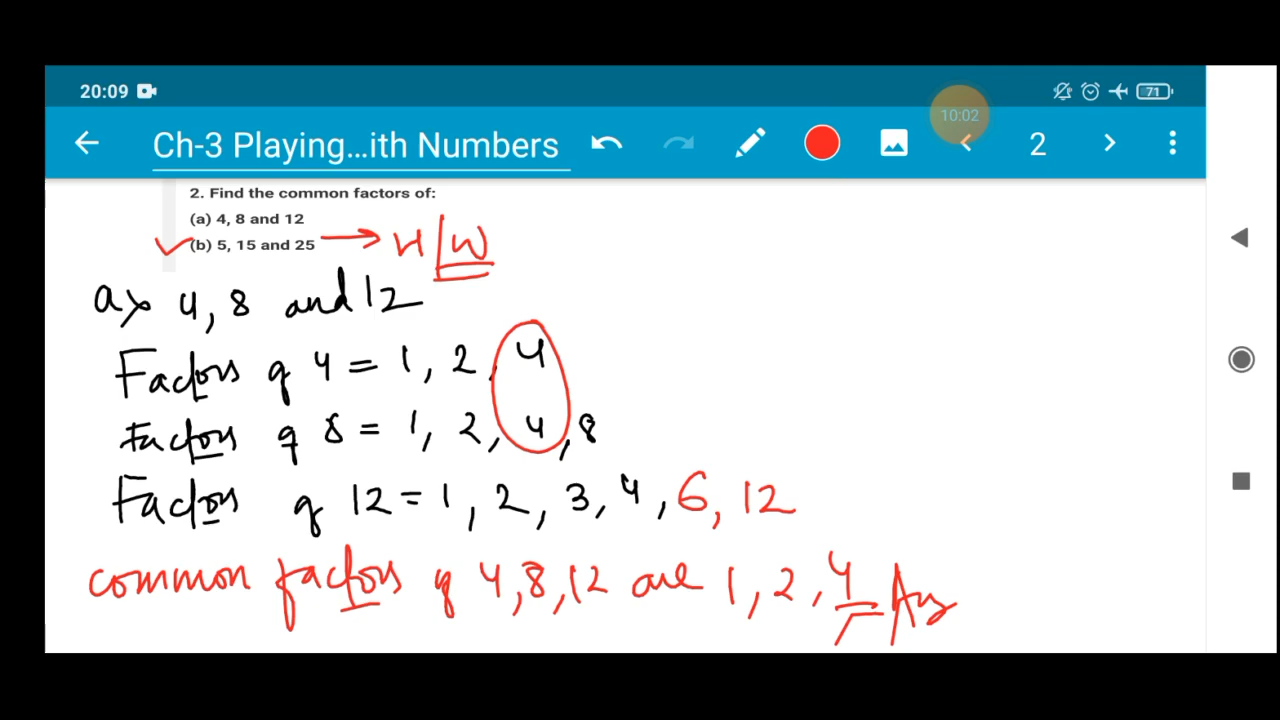 20:09 71
10:02
Ch-3 Playing...ith Numbers 2
2. Find the common factors of:
(a) 4, 8 and 12
(b) 5, 15 and 25 → H/W
a> 4, 8 and 12
Factors of 4 = 1, 2, 4
Factors of 8 = 1, 2, 4, 8
Factors of 12 = 1, 2, 3, 4, 6, 12
common factors of 4, 8, 12 are 1, 2, 4 Ans